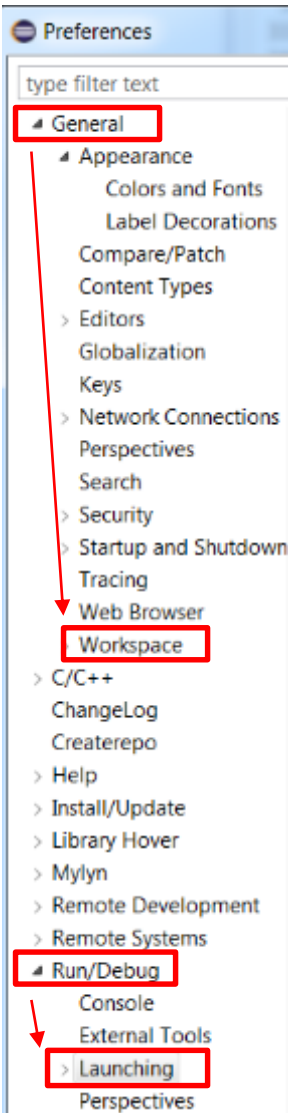 Preferences
type filter text
General
Appearance
Colors and Fonts
Label Decorations
Compare/Patch
Content Types
Editors
Globalization
Keys
Network Connections
Perspectives
Search
Security
Startup and Shutdown
Tracing
Web Browser
Workspace
C/C++
ChangeLog
Createrepo
Help
Install/Update
Library Hover
Mylyn
Remote Development
Remote Systems
Run/Debug
Console
External Tools
Launching
Perspectives